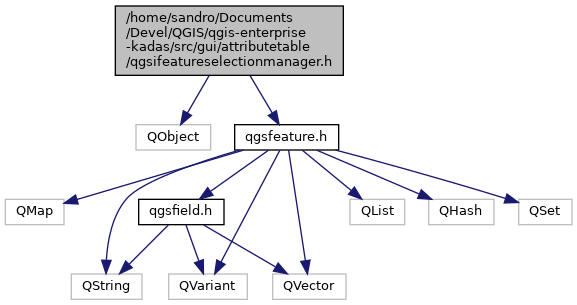 /home/sandro/Documents
/Devel/QGIS/qgis-enterprise
-kadas/src/gui/attributetable
/qgsifeatureselectionmanager.h
QObject
qgsfeature.h
QMap
qgsfield.h
QList
QHash
QSet
QString
QVariant
QVector